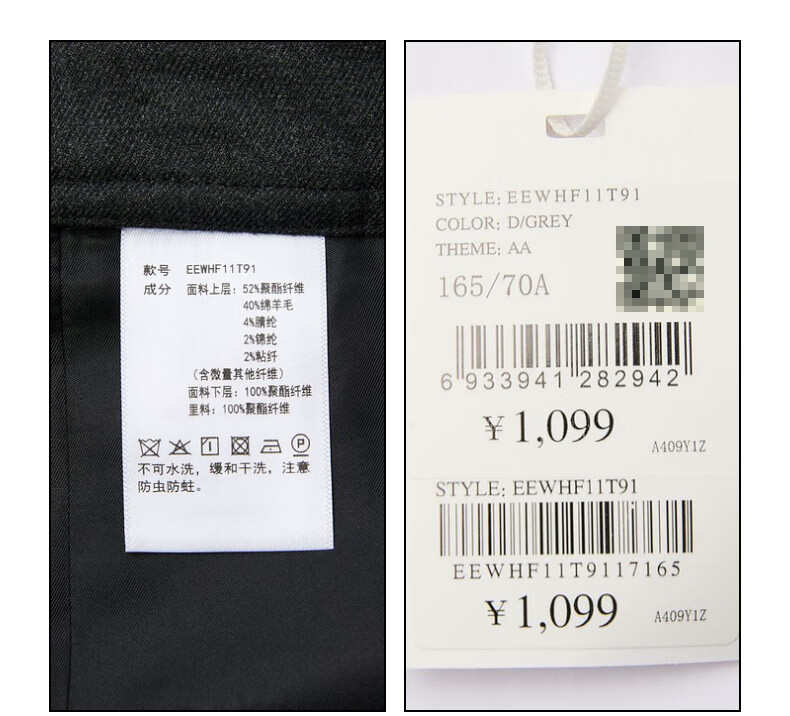 款号 EEWHF11T91
成分 面料上层: 52%聚酯纤维
40%绵羊毛
4%腈纶
2%锦纶
2%粘纤
(含微量其他纤维)
面料下层: 100%聚酯纤维
里料: 100%聚酯纤维
P
不可水洗, 缓和干洗, 注意
防虫防蛀。
STYLE: EEWHF11T91
COLOR: D/GREY
THEME: AA
165/70A
6 933941 282942
¥1,099
A409Y1Z
STYLE: EEWHF11T91
EEWHF11T9117165
¥1,099
A409Y1Z